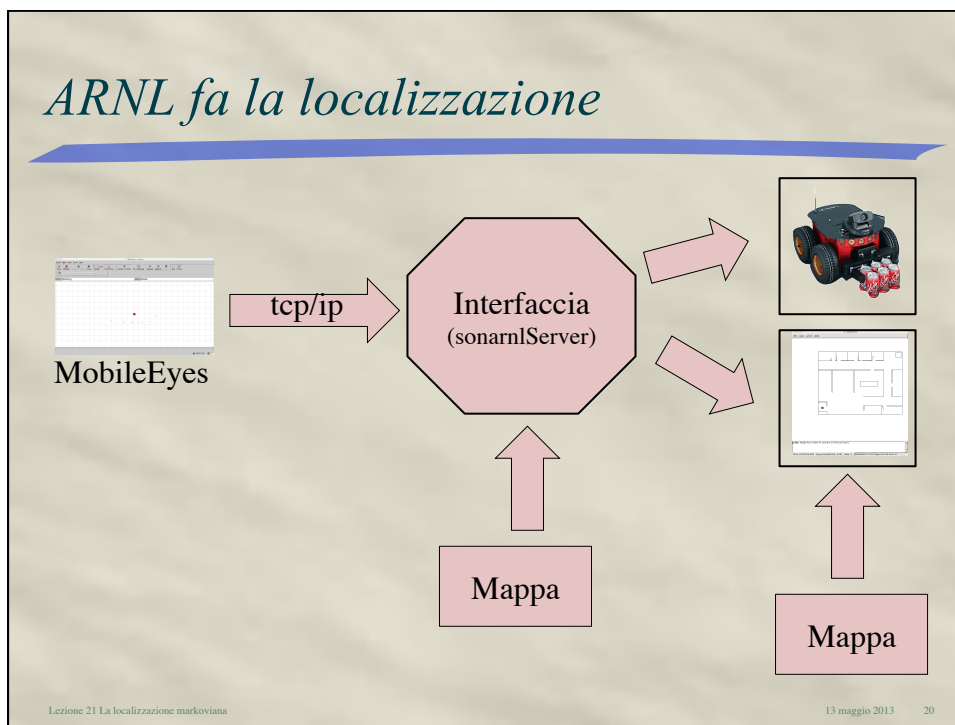 ARNL fa la localizzazione
tcp/ip
MobileEyes
Interfaccia
(sonarnlServer)
Mappa
Mappa
Lezione 21 La localizzazione markoviana
13 maggio 2013
20